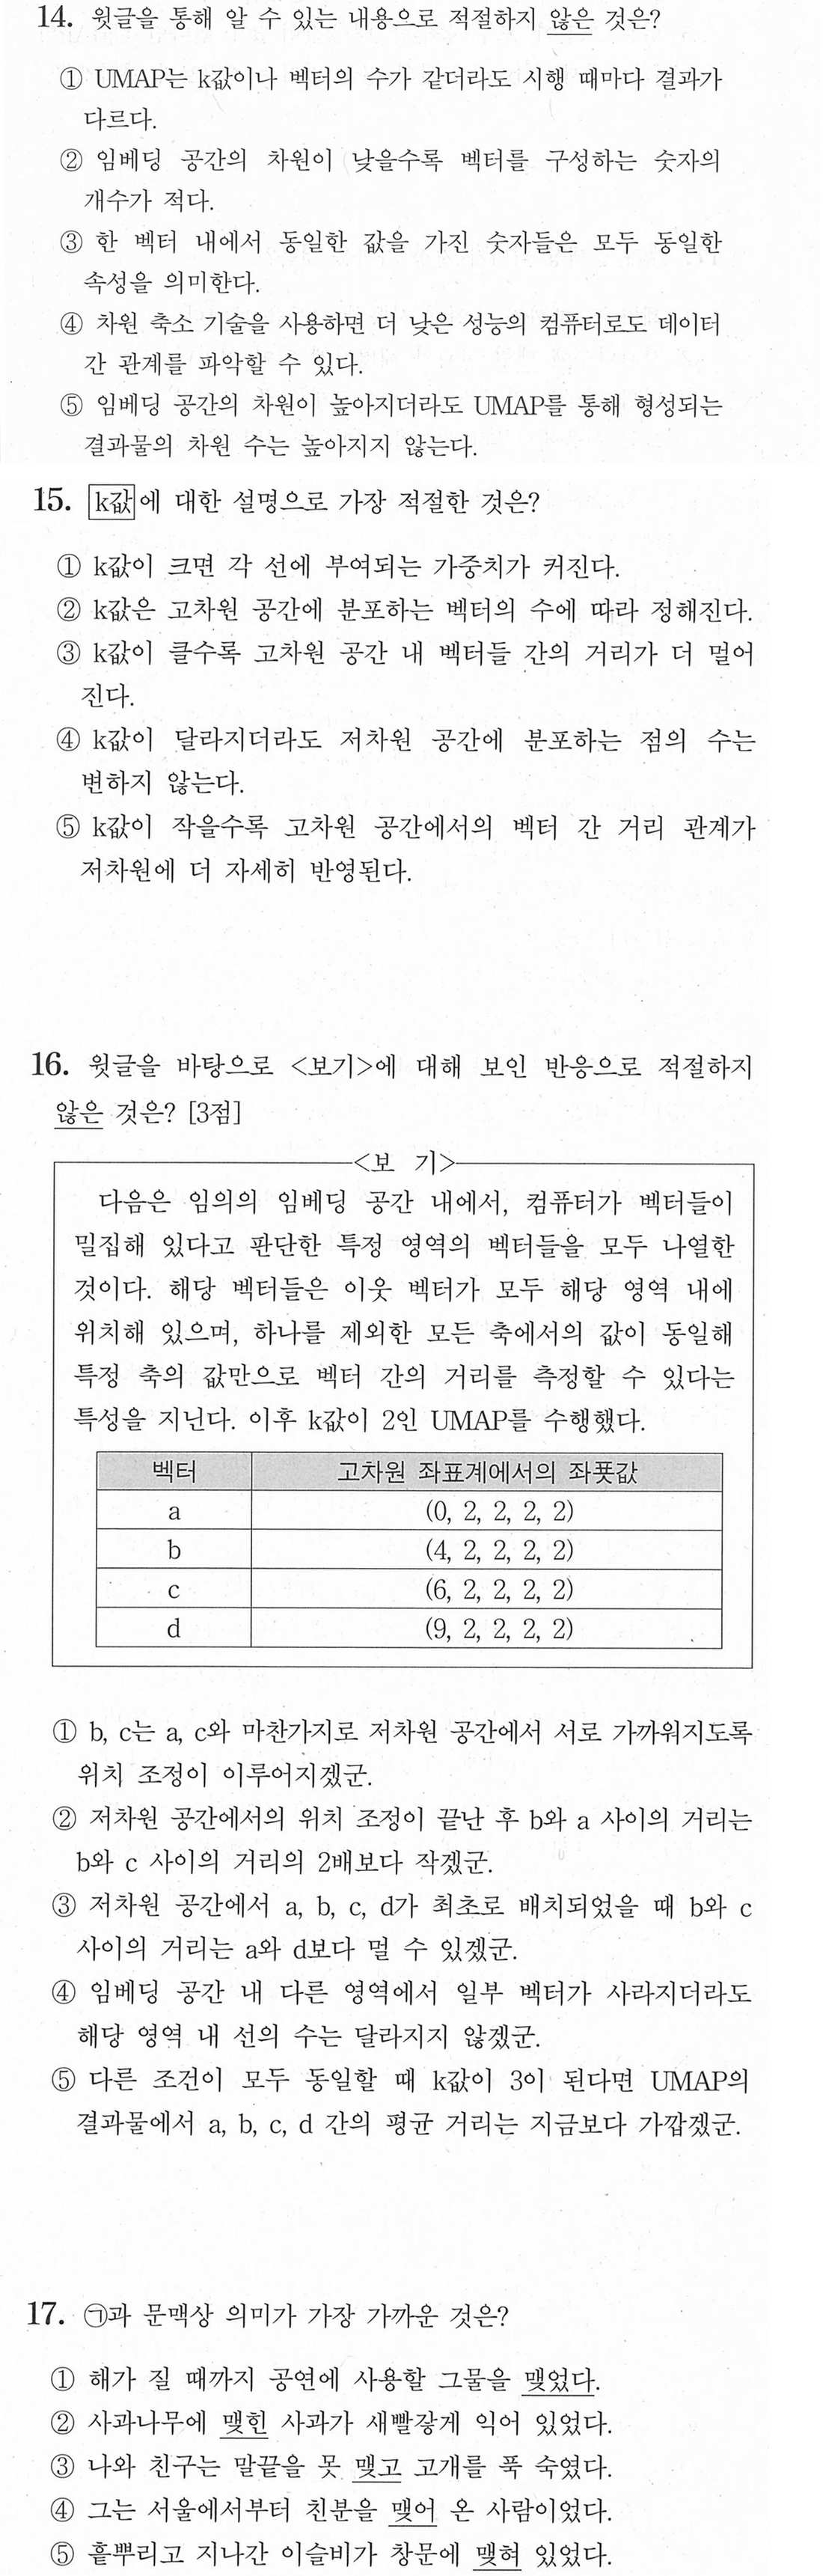 14. 윗글을 통해 알 수 있는 내용으로 적절하지 않은 것은?
① UMAP는 k값이나 벡터의 수가 같더라도 시행 때마다 결과가
다르다.
② 임베딩 공간의 차원이 낮을수록 벡터를 구성하는 숫자의
개수가 적다.
③ 한 벡터 내에서 동일한 값을 가진 숫자들은 모두 동일한
속성을 의미한다.
④ 차원 축소 기술을 사용하면 더 낮은 성능의 컴퓨터로도 데이터
간 관계를 파악할 수 있다.
⑤ 임베딩 공간의 차원이 높아지더라도 UMAP를 통해 형성되는
결과물의 차원 수는 높아지지 않는다.
15. k값에 대한 설명으로 가장 적절한 것은?
① k값이 크면 각 선에 부여되는 가중치가 커진다.
② k값은 고차원 공간에 분포하는 벡터의 수에 따라 정해진다.
③ k값이 클수록 고차원 공간 내 벡터들 간의 거리가 더 멀어
진다.
④ k값이 달라지더라도 저차원 공간에 분포하는 점의 수는
변하지 않는다.
⑤ k값이 작을수록 고차원 공간에서의 벡터 간 거리 관계가
저차원에 더 자세히 반영된다.
16. 윗글을 바탕으로 <보기>에 대해 보인 반응으로 적절하지
않은 것은? [3점]
<보 기>
다음은 임의의 임베딩 공간 내에서, 컴퓨터가 벡터들이
밀집해 있다고 판단한 특정 영역의 벡터들을 모두 나열한
것이다. 해당 벡터들은 이웃 벡터가 모두 해당 영역 내에
위치해 있으며, 하나를 제외한 모든 축에서의 값이 동일해
특정 축의 값만으로 벡터 간의 거리를 측정할 수 있다는
특성을 지닌다. 이후 k값이 2인 UMAP를 수행했다.
벡터 고차원 좌표계에서의 좌푯값
a (0, 2, 2, 2, 2)
b (4, 2, 2, 2, 2)
c (6, 2, 2, 2, 2)
d (9, 2, 2, 2, 2)
① b, c는 a, c와 마찬가지로 저차원 공간에서 서로 가까워지도록
위치 조정이 이루어지겠군.
② 저차원 공간에서의 위치 조정이 끝난 후 b와 a 사이의 거리는
b와 c 사이의 거리의 2배보다 작겠군.
③ 저차원 공간에서 a, b, c, d가 최초로 배치되었을 때 b와 c
사이의 거리는 a와 d보다 멀 수 있겠군.
④ 임베딩 공간 내 다른 영역에서 일부 벡터가 사라지더라도
해당 영역 내 선의 수는 달라지지 않겠군.
⑤ 다른 조건이 모두 동일할 때 k값이 3이 된다면 UMAP의
결과물에서 a, b, c, d 간의 평균 거리는 지금보다 가깝겠군.
17. ㉠과 문맥상 의미가 가장 가까운 것은?
① 해가 질 때까지 공연에 사용할 그물을 맺었다.
② 사과나무에 맺힌 사과가 새빨갛게 익어 있었다.
③ 나와 친구는 말끝을 못 맺고 고개를 푹 숙였다.
④ 그는 서울에서부터 친분을 맺어 온 사람이었다.
⑤ 흩뿌리고 지나간 이슬비가 창문에 맺혀 있었다.